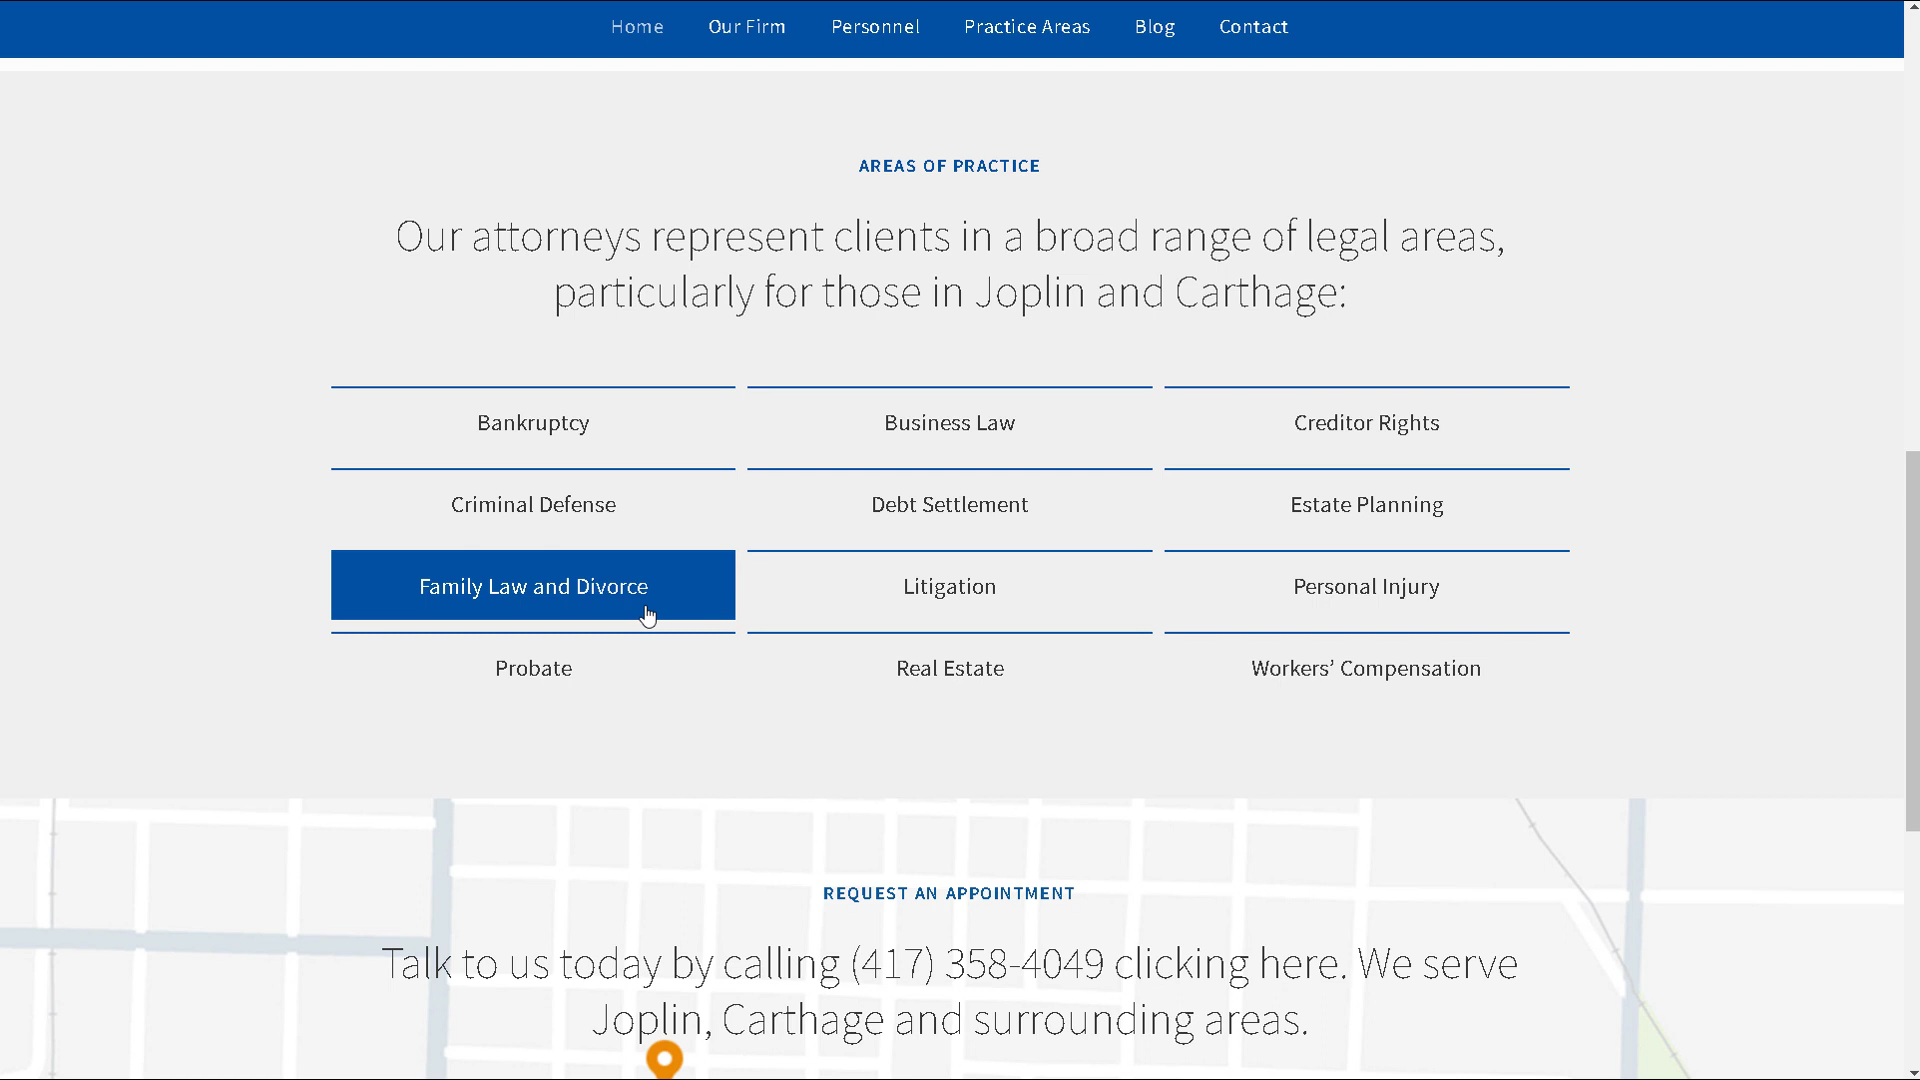 Home Our Firm Personnel Practice Areas Blog Contact
AREAS OF PRACTICE
Our attorneys represent clients in a broad range of legal areas,
particularly for those in Joplin and Carthage:
Bankruptcy Business Law Creditor Rights
Criminal Defense Debt Settlement Estate Planning
Family Law and Divorce Litigation Personal Injury
Probate Real Estate Workers’ Compensation
REQUEST AN APPOINTMENT
Talk to us today by calling (417) 358-4049 clicking here. We serve
Joplin, Carthage and surrounding areas.